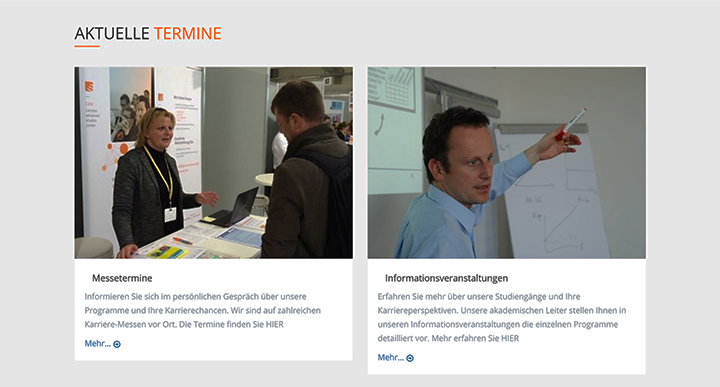 AKTUELLE TERMINE
Messetermine
Informieren Sie sich im persönlichen Gespräch über unsere
Programme und Ihre Karrierechancen. Wir sind auf zahlreichen
Karriere-Messen vor Ort. Die Termine finden Sie HIER
Mehr...
Informationsveranstaltungen
Erfahren Sie mehr über unsere Studiengänge und Ihre
Karriereperspektiven. Unsere akademischen Leiter stellen Ihnen in
unseren Informationsveranstaltungen die einzelnen Programme
detailliert vor. Mehr erfahren Sie HIER
Mehr...